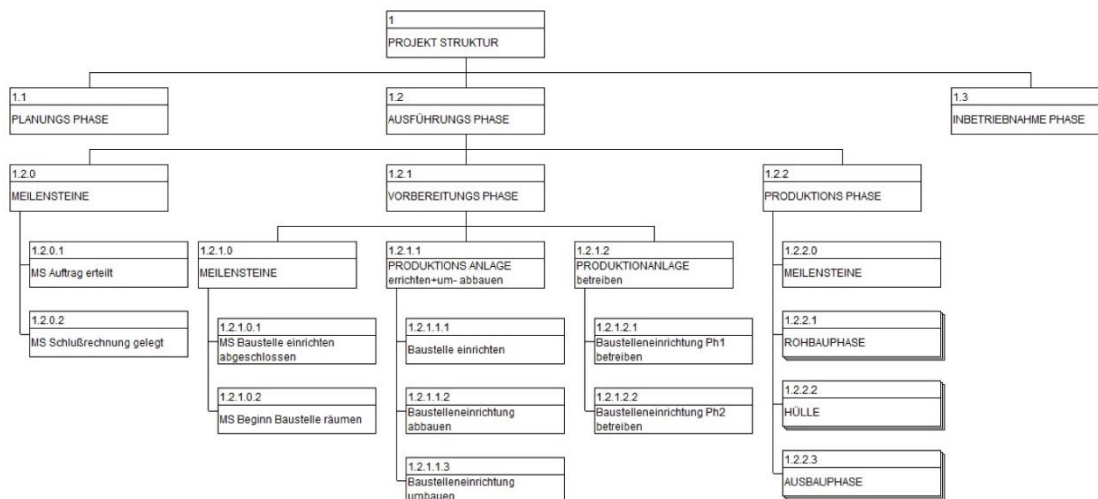 1
PROJEKT STRUKTUR
1.1
PLANUNGS PHASE
1.2
AUSFÜHRUNGS PHASE
1.3
INBETRIEBNAHME PHASE
1.2.0
MEILENSTEINE
1.2.1
VORBEREITUNGS PHASE
1.2.2
PRODUKTIONS PHASE
1.2.0.1
MS Auftrag erteilt
1.2.0.2
MS Schlußrechnung gelegt
1.2.1.0
MEILENSTEINE
1.2.1.0.1
MS Baustelle einrichten
abgeschlossen
1.2.1.0.2
MS Beginn Baustelle räumen
1.2.1.1
PRODUKTIONS ANLAGE
errichten+um- abbauen
1.2.1.1.1
Baustelle einrichten
1.2.1.1.2
Baustelleneinrichtung
abbauen
1.2.1.1.3
Baustelleneinrichtung
umbauen
1.2.1.2
PRODUKTIONANLAGE
betreiben
1.2.1.2.1
Baustelleneinrichtung Ph1
betreiben
1.2.1.2.2
Baustelleneinrichtung Ph2
betreiben
1.2.2.0
MEILENSTEINE
1.2.2.1
ROHBAUPHASE
1.2.2.2
HÜLLE
1.2.2.3
AUSBAUPHASE